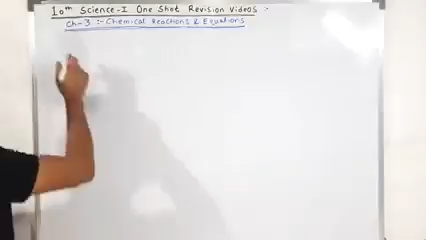 10th Science-I One Shot Revision Videos :-
Ch-3 :- Chemical Reactions & Equations